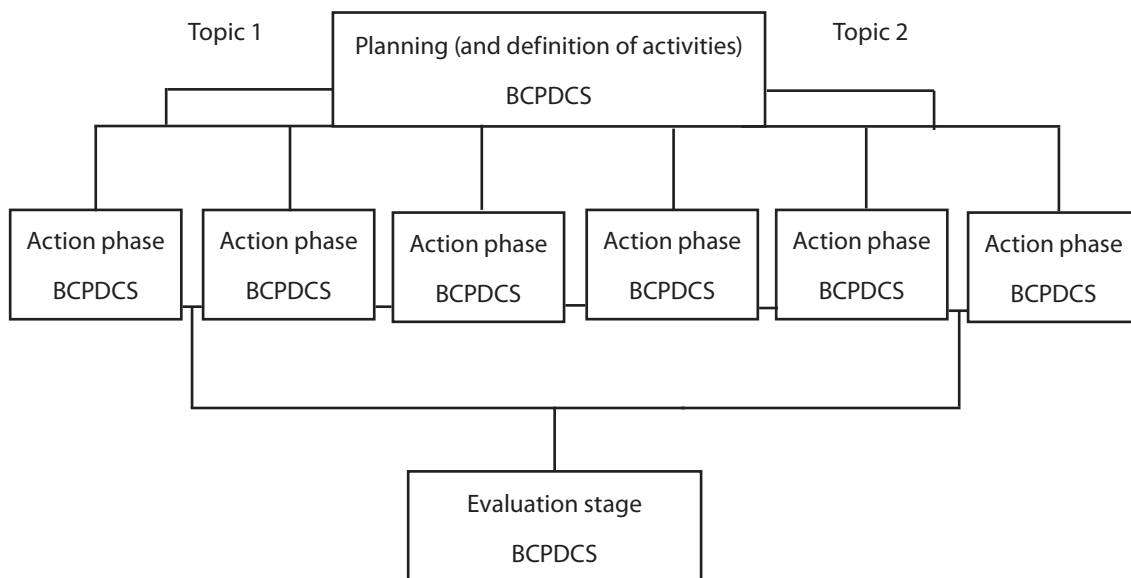 Topic 1
Planning (and definition of activities)
BCPDCS
Topic 2
Action phase
BCPDCS
Action phase
BCPDCS
Action phase
BCPDCS
Action phase
BCPDCS
Action phase
BCPDCS
Action phase
BCPDCS
Evaluation stage
BCPDCS